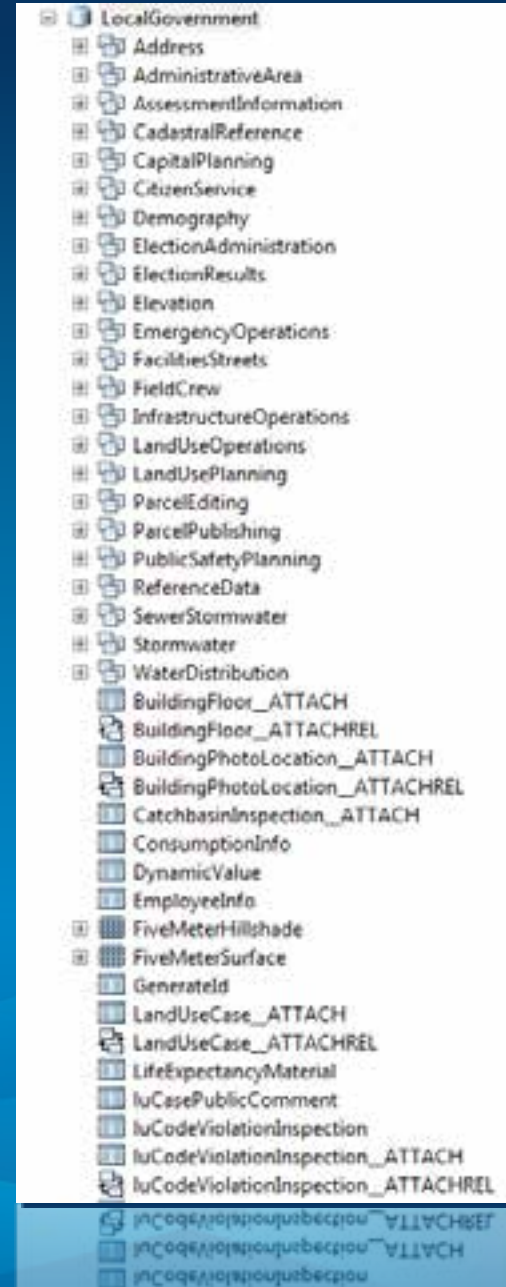 LocalGovernment
Address
AdministrativeArea
AssessmentInformation
CadastralReference
CapitalPlanning
CitizenService
Demography
ElectionAdministration
ElectionResults
Elevation
EmergencyOperations
FacilitiesStreets
FieldCrew
InfrastructureOperations
LandUseOperations
LandUsePlanning
ParcelEditing
ParcelPublishing
PublicSafetyPlanning
ReferenceData
SewerStormwater
Stormwater
WaterDistribution
BuildingFloor__ATTACH
BuildingFloor__ATTACHREL
BuildingPhotoLocation__ATTACH
BuildingPhotoLocation__ATTACHREL
CatchbasinInspection__ATTACH
ConsumptionInfo
DynamicValue
EmployeeInfo
FiveMeterHillshade
FiveMeterSurface
GenerateId
LandUseCase__ATTACH
LandUseCase__ATTACHREL
LifeExpectancyMaterial
luCasePublicComment
luCodeViolationInspection
luCodeViolationInspection__ATTACH
luCodeViolationInspection__ATTACHREL